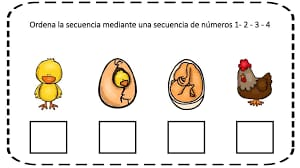 Ordena la secuencia mediante una secuencia de números 1- 2 - 3 - 4